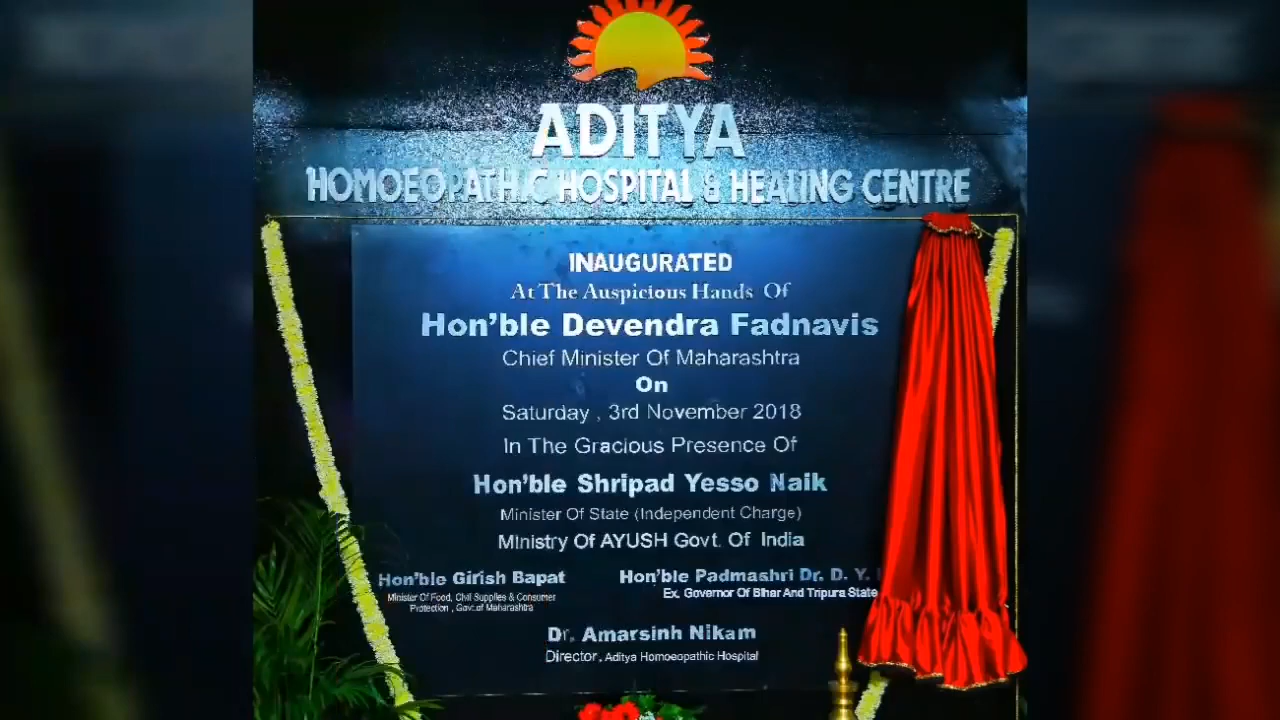 ADITYA
HOMOEOPATHIC HOSPITAL & HEALING CENTRE
INAUGURATED
At The Auspicious Hands Of
Hon'ble Devendra Fadnavis
Chief Minister Of Maharashtra
On
Saturday , 3rd November 2018
In The Gracious Presence Of
Hon'ble Shripad Yesso Naik
Minister Of State (Independent Charge)
Ministry Of AYUSH Govt. Of India
Hon'ble Girish Bapat
Minister Of Food, Civil Supplies & Consumer
Protection , Govt.of Maharashtra
Hon'ble Padmashri Dr. D. Y.
Ex. Governor Of Bihar And Tripura State
Dr. Amarsinh Nikam
Director, Aditya Homoeopathic Hospital